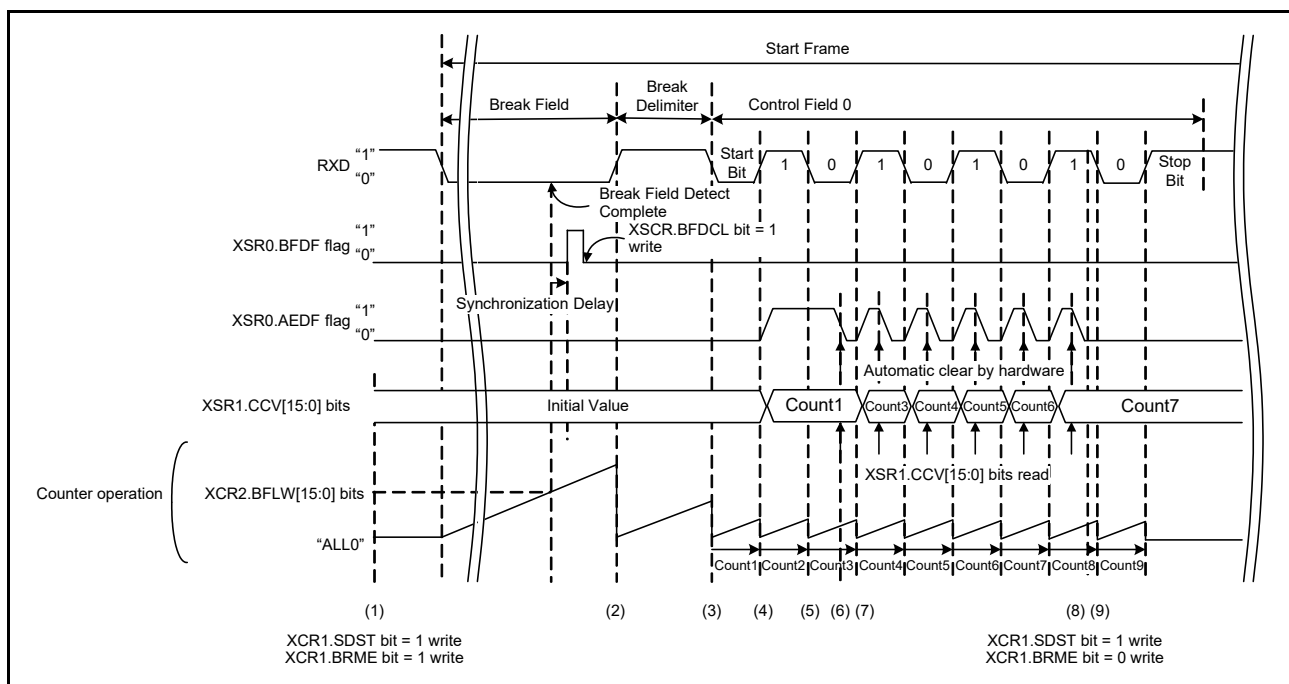 Start Frame
Break Field
Break
Delimiter
Control Field 0
RXD
“1”
“0”
Start
Bit
1
0
1
0
1
0
1
0
Stop
Bit
Break Field Detect
Complete
XSR0.BFDF flag
“1”
“0”
XSCR.BFDCL bit = 1
write
Synchronization Delay
XSR0.AEDF flag
“1”
“0”
Automatic clear by hardware
XSR1.CCV[15:0] bits
Initial Value
Count1
Count3
Count4
Count5
Count6
Count7
XSR1.CCV[15:0] bits read
Counter operation
XCR2.BFLW[15:0] bits
“ALL0”
Count1
Count2
Count3
Count4
Count5
Count6
Count7
Count8
Count9
(1)
(2)
(3)
(4)
(5)
(6)
(7)
(8)
(9)
XCR1.SDST bit = 1 write
XCR1.BRME bit = 1 write
XCR1.SDST bit = 1 write
XCR1.BRME bit = 0 write